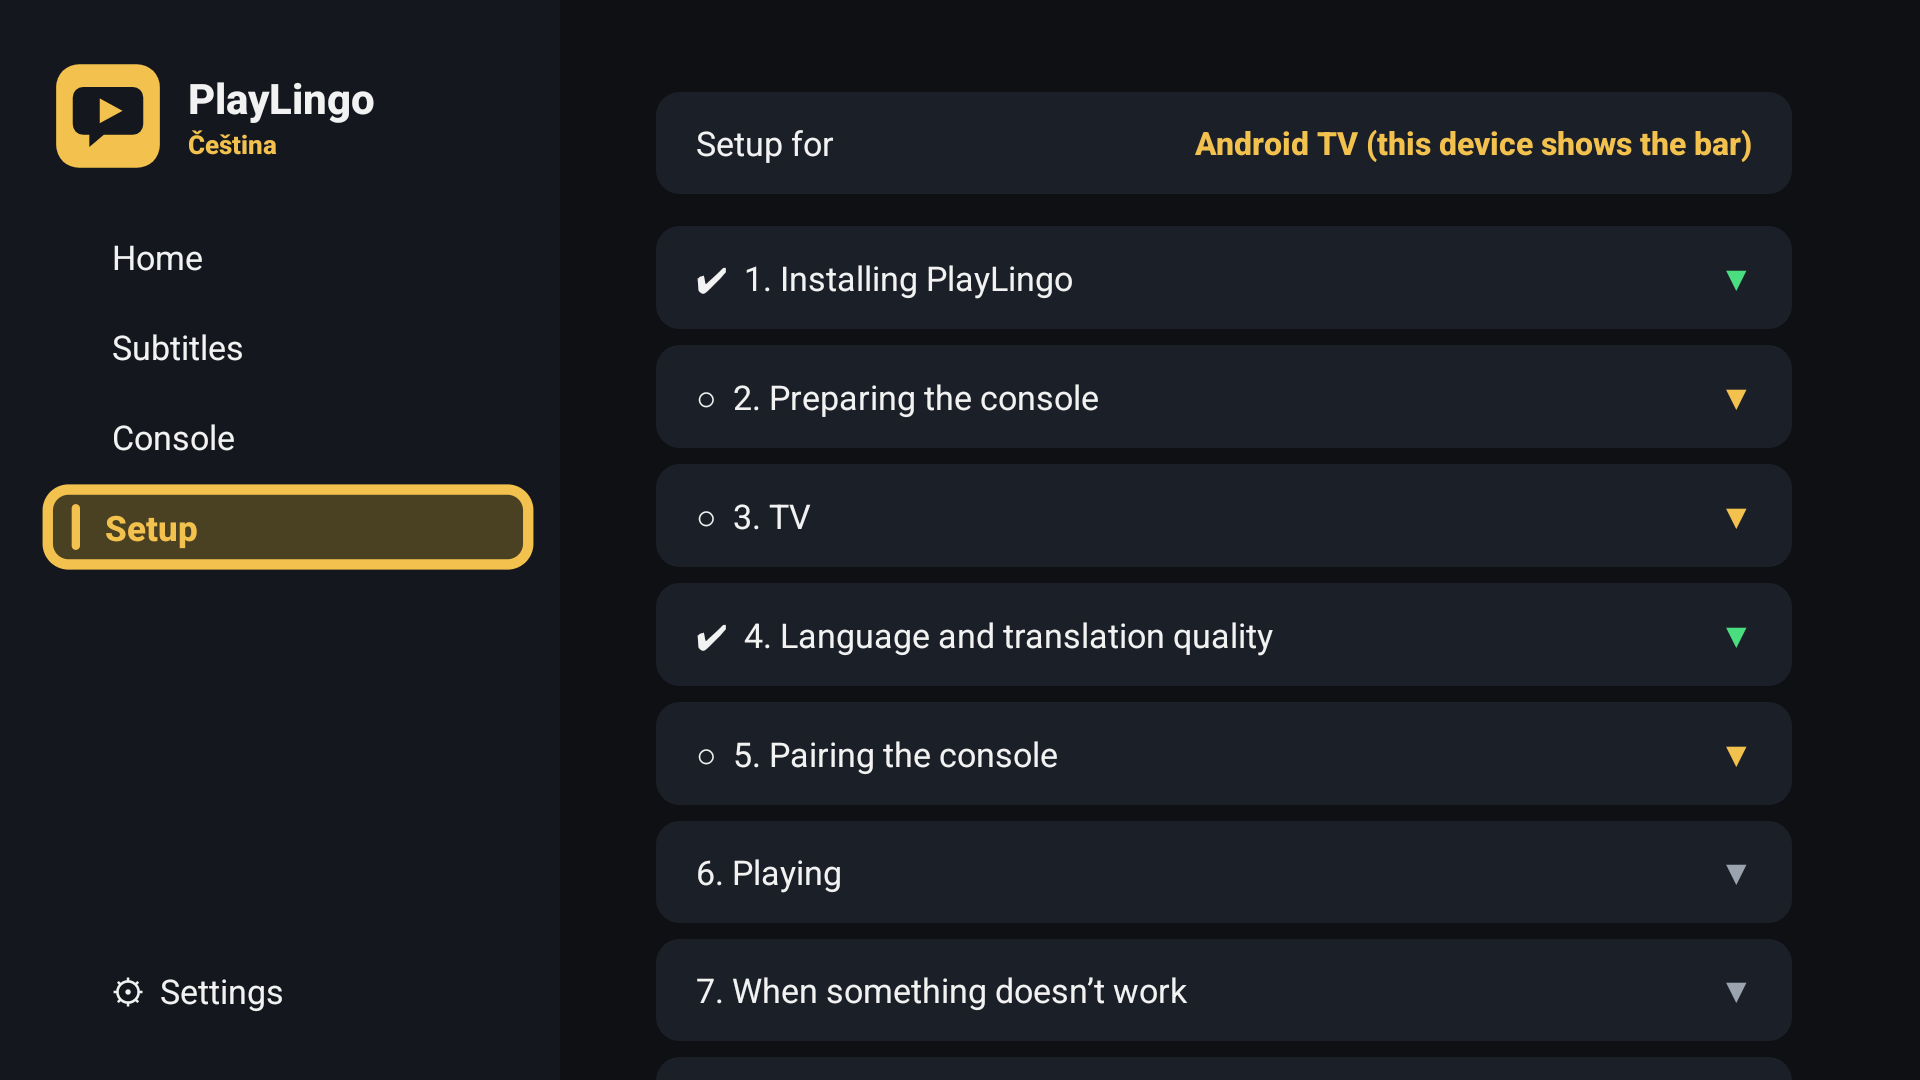 PlayLingo
Čeština
Home
Subtitles
Console
Setup
Settings
Setup for
Android TV (this device shows the bar)
✔ 1. Installing PlayLingo
○ 2. Preparing the console
○ 3. TV
✔ 4. Language and translation quality
○ 5. Pairing the console
6. Playing
7. When something doesn’t work